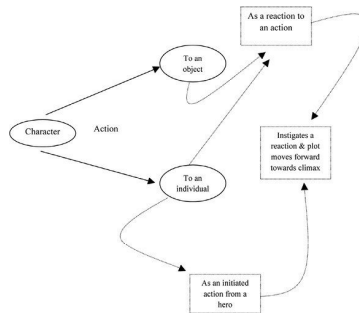 As a reaction to
an action
To an
object
Character
Action
Instigates a
reaction & plot
moves forward
towards climax
To an
individual
As an initiated
action from a
hero